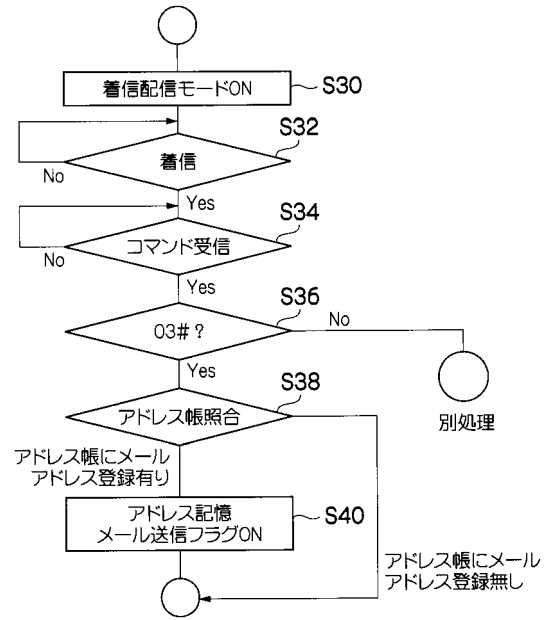 着信配信モードON
S30
S32
着信
No
Yes
S34
コマンド受信
No
Yes
S36
03#?
No
Yes
S38
別処理
アドレス帳照合
アドレス帳にメール
アドレス登録有り
アドレス記憶
メール送信フラグON
S40
アドレス帳にメール
アドレス登録無し